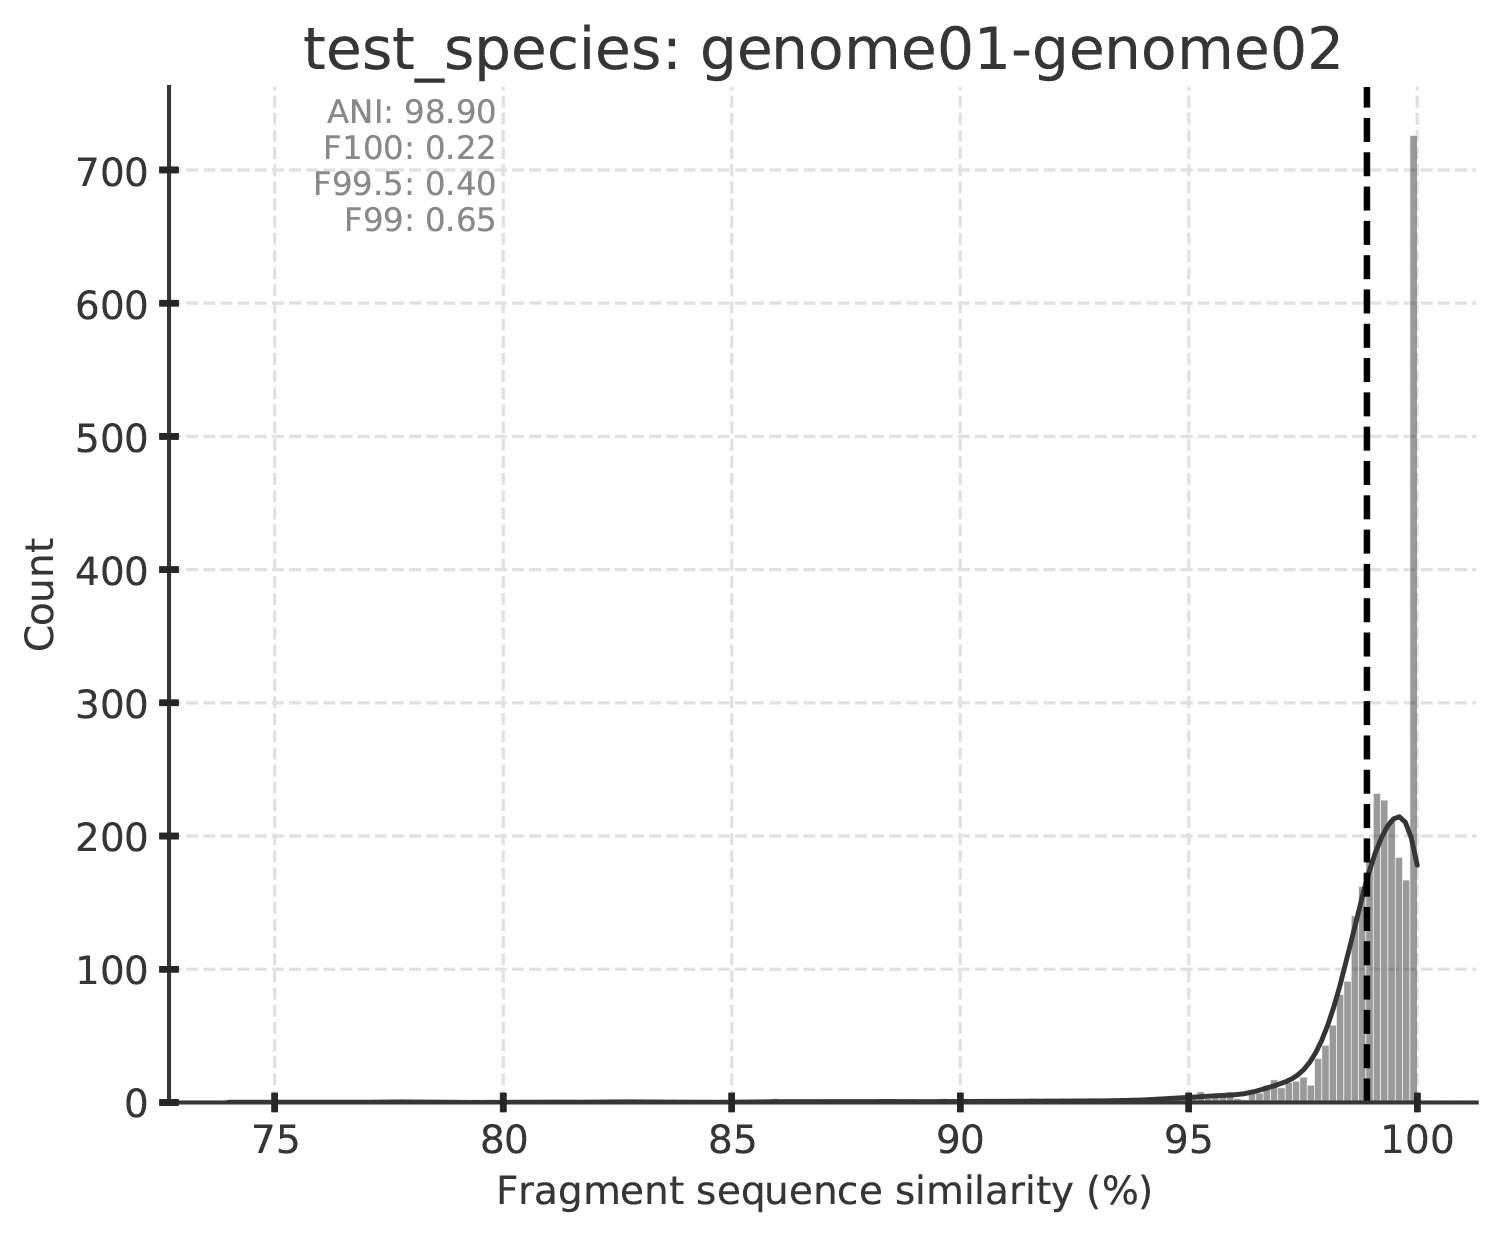 test_species: genome01-genome02
ANI: 98.90
F100: 0.22
F99.5: 0.40
F99: 0.65
700
600
500
400
300
200
100
0
Count
75 80 85 90 95 100
Fragment sequence similarity (%)